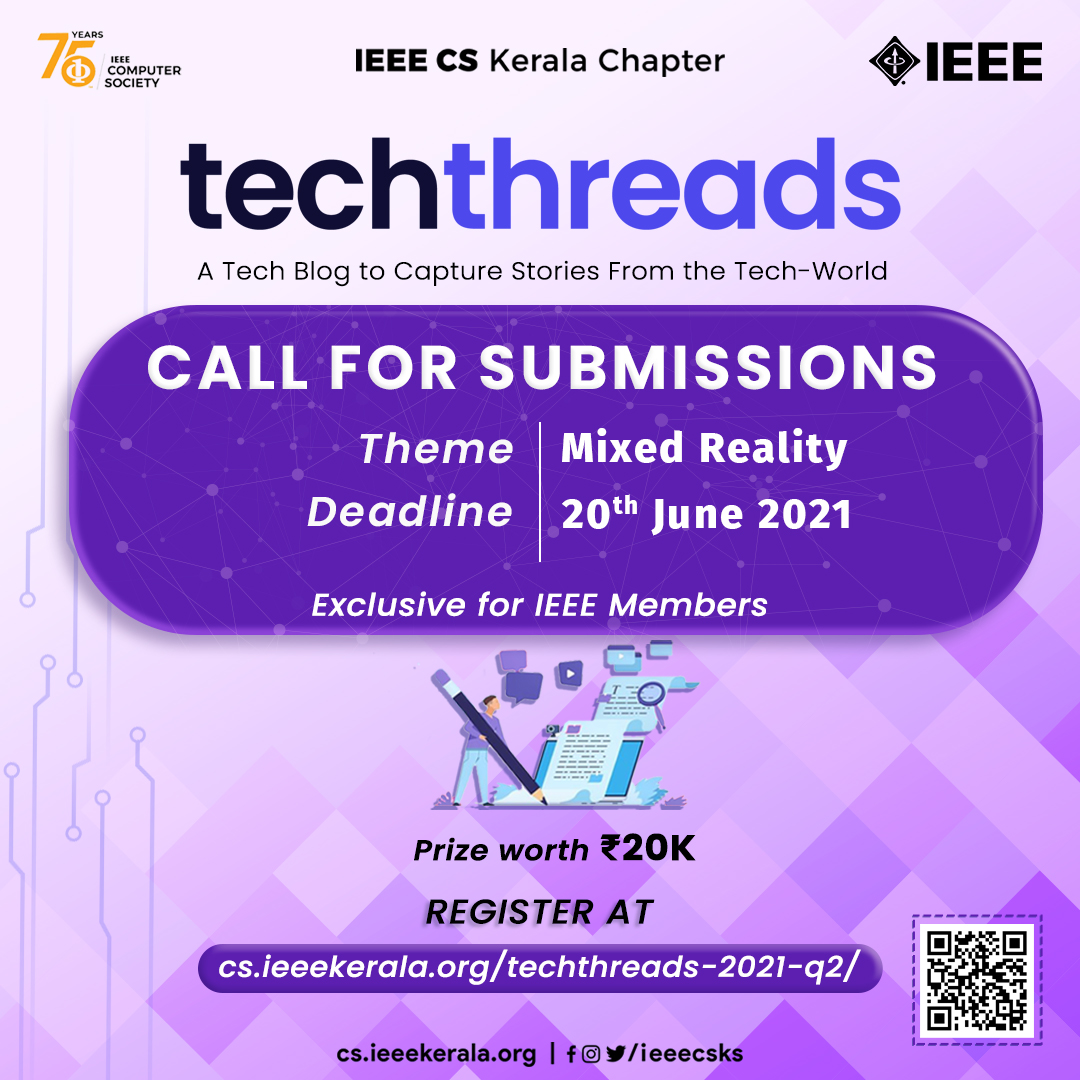 75 YEARS
IEEE
COMPUTER
SOCIETY
IEEE CS Kerala Chapter
IEEE
techthreads
A Tech Blog to Capture Stories From the Tech-World
CALL FOR SUBMISSIONS
Theme Mixed Reality
Deadline 20th June 2021
Exclusive for IEEE Members
T
Prize worth ₹20K
REGISTER AT
cs.ieeekerala.org/techthreads-2021-q2/
cs.ieeekerala.org | /ieeecsks